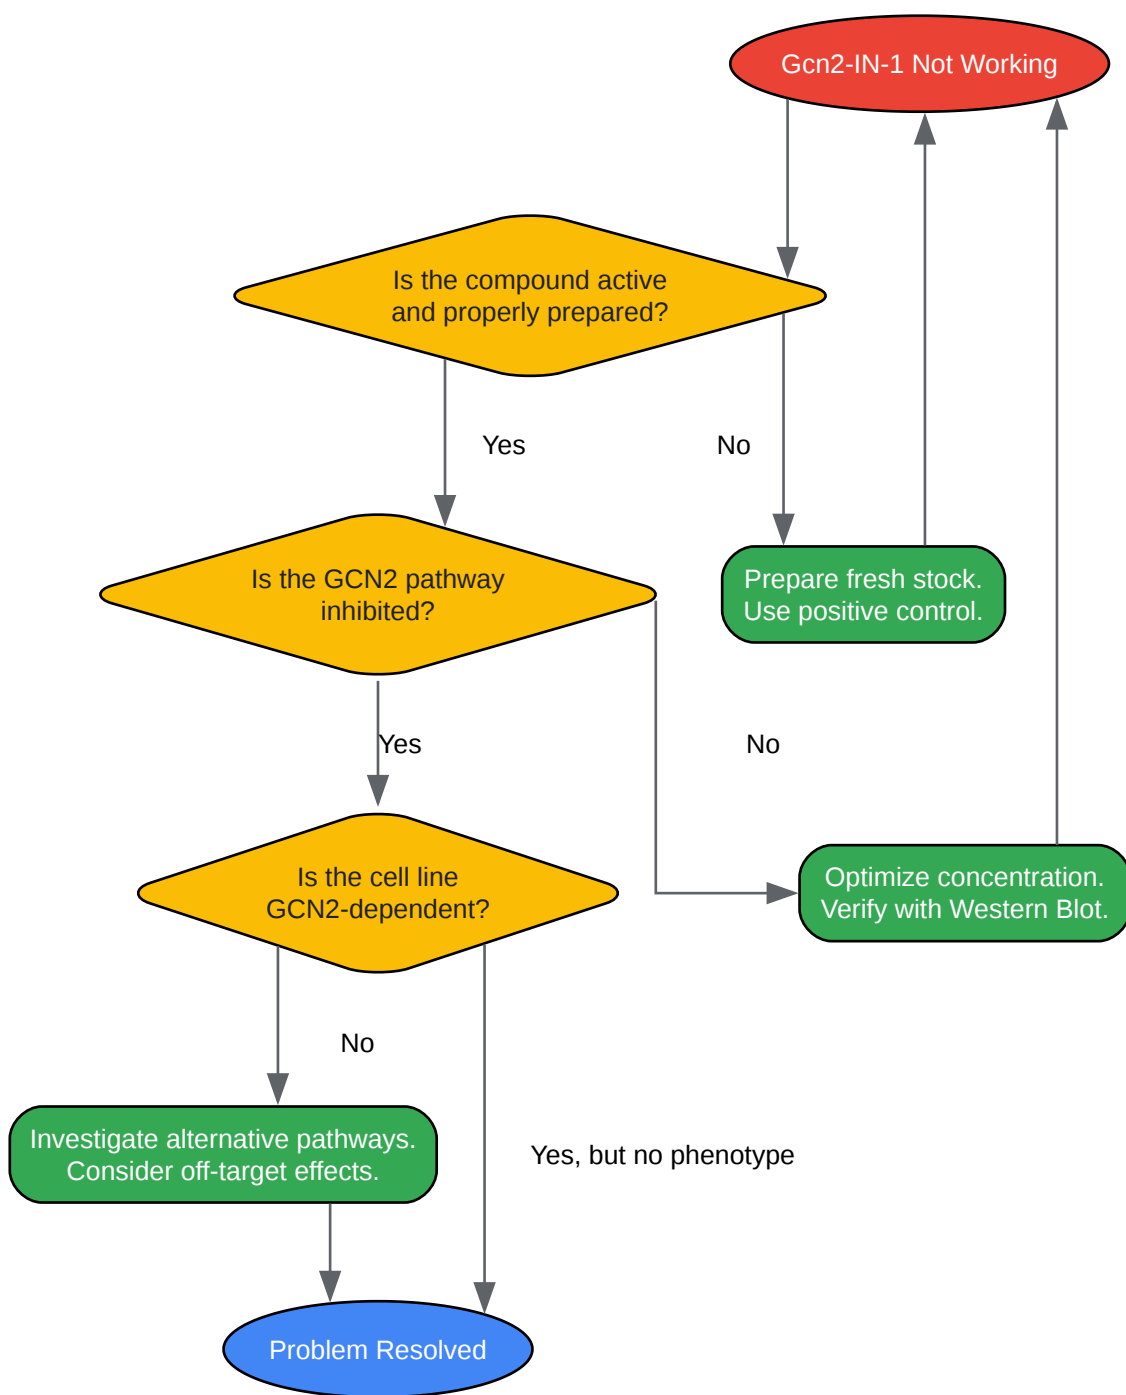 Gcn2-IN-1 Not Working
Is the compound active
and properly prepared?
Yes
No
Is the GCN2 pathway
inhibited?
Prepare fresh stock.
Use positive control.
Yes
No
Is the cell line
GCN2-dependent?
Optimize concentration.
Verify with Western Blot.
No
Investigate alternative pathways.
Consider off-target effects.
Yes, but no phenotype
Problem Resolved